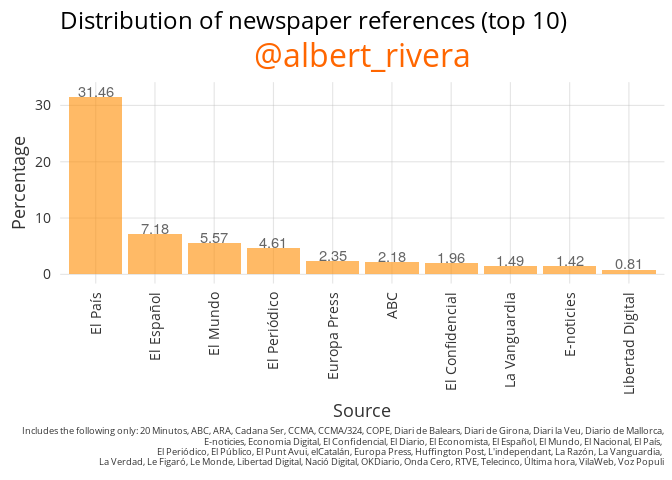 Distribution of newspaper references (top 10)
@albert_rivera
Percentage
30
20
10
0
31.46
7.18
5.57
4.61
2.35
2.18
1.96
1.49
1.42
0.81
El País
El Español
El Mundo
El Periódico
Europa Press
ABC
El Confidencial
La Vanguardia
E-noticies
Libertad Digital
Source
Includes the following only: 20 Minutos, ABC, ARA, Cadana Ser, CCMA, CCMA/324, COPE, Diari de Balears, Diari de Girona, Diari la Veu, Diario de Mallorca,
E-noticies, Economia Digital, El Confidencial, El Diario, El Economista, El Español, El Mundo, El Nacional, El País,
El Periódico, El Público, El Punt Avui, elCatalán, Europa Press, Huffington Post, L'independant, La Razón, La Vanguardia,
La Verdad, Le Figaró, Le Monde, Libertad Digital, Nació Digital, OKDiario, Onda Cero, RTVE, Telecinco, Última hora, VilaWeb, Voz Populi